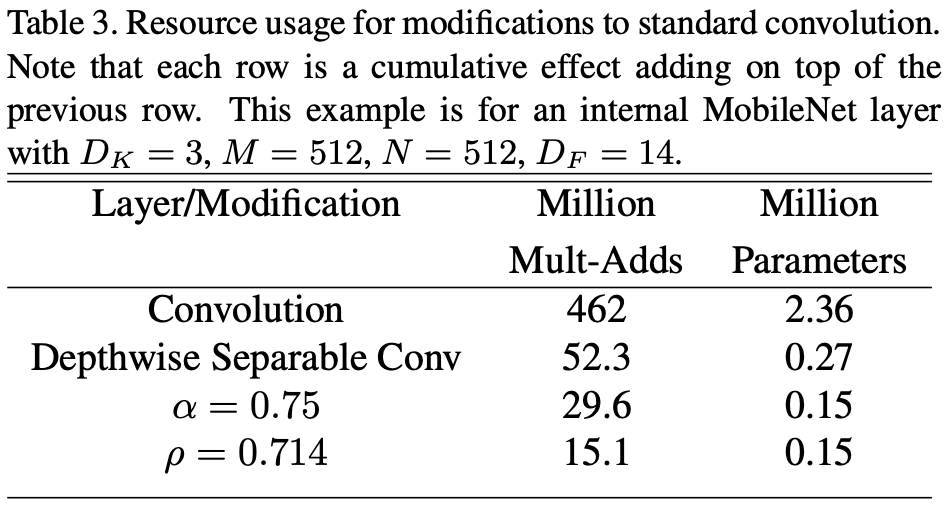 Table 3. Resource usage for modifications to standard convolution.
Note that each row is a cumulative effect adding on top of the
previous row. This example is for an internal MobileNet layer
with D_K = 3, M = 512, N = 512, D_F = 14.
Layer/Modification Million Million
Mult-Adds Parameters
Convolution 462 2.36
Depthwise Separable Conv 52.3 0.27
α = 0.75 29.6 0.15
ρ = 0.714 15.1 0.15